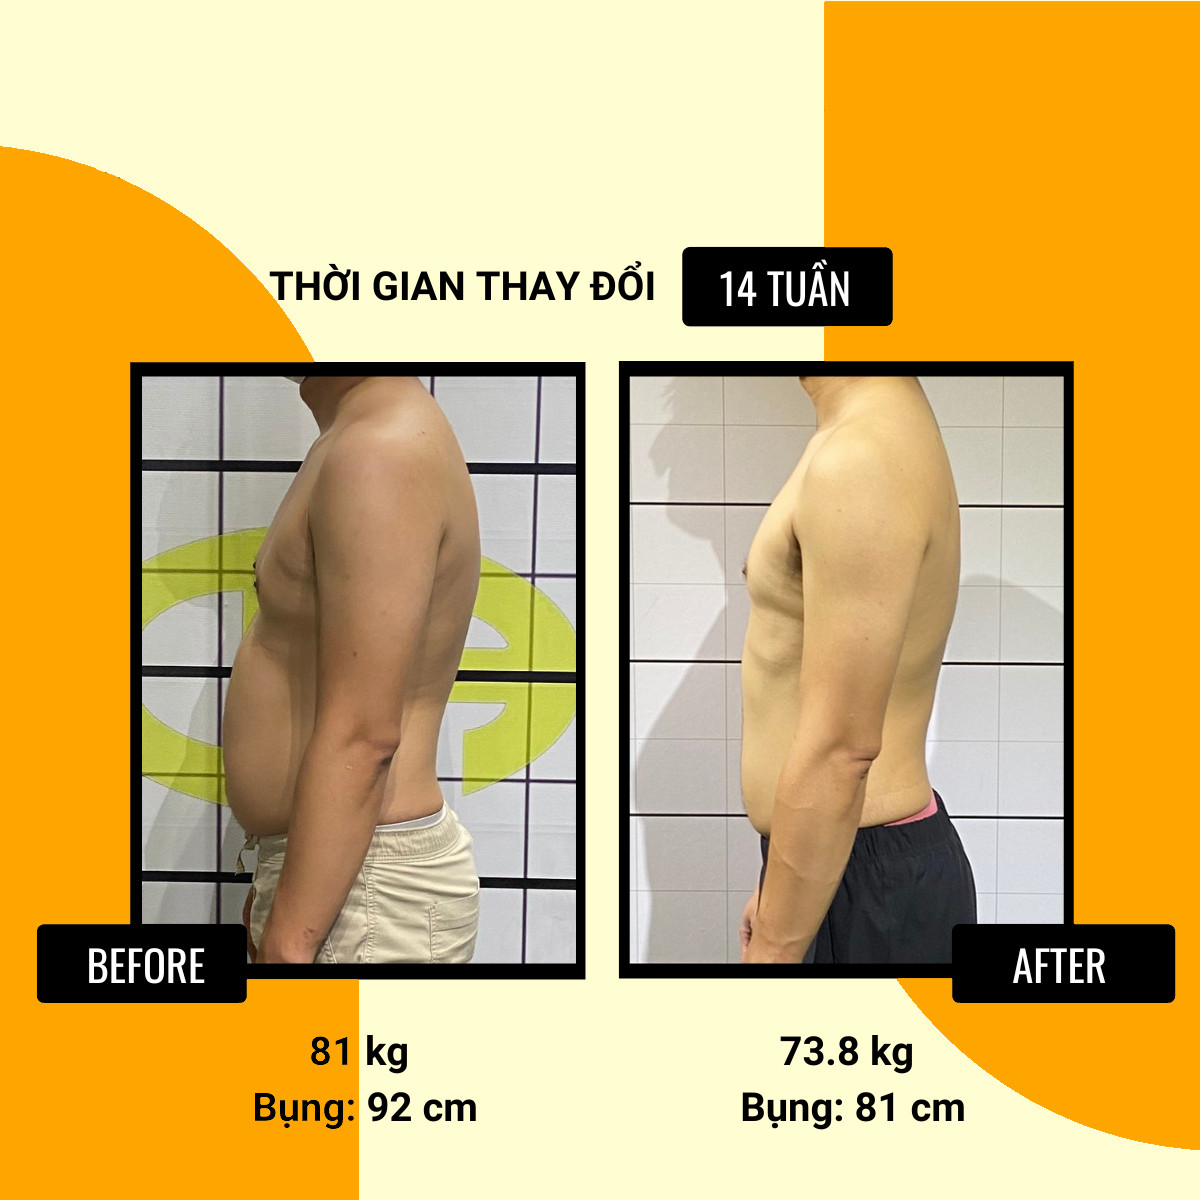 THỜI GIAN THAY ĐỔI 14 TUẦN
BEFORE
AFTER
81 kg
73.8 kg
Bụng: 92 cm
Bụng: 81 cm